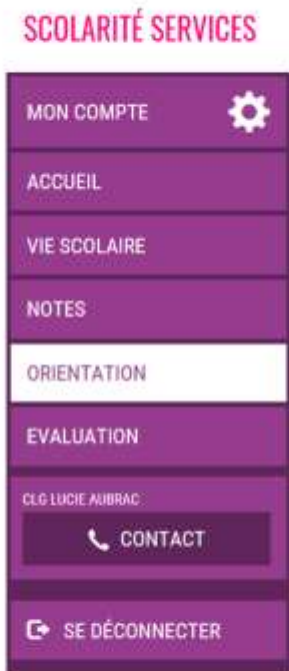 SCOLARITÉ SERVICES
MON COMPTE
ACCUEIL
VIE SCOLAIRE
NOTES
ORIENTATION
EVALUATION
CLG LUCIE AUBRAC
CONTACT
SE DÉCONNECTER